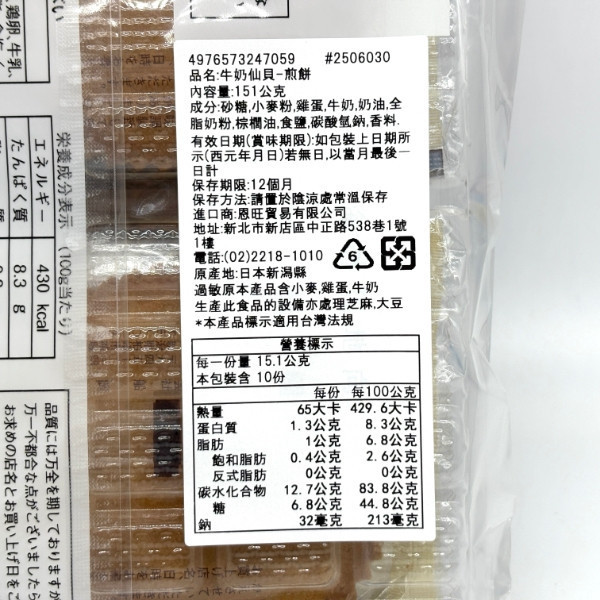 4976573247059 #2506030
品名:牛奶仙貝-煎餅
內容量:151公克
成分:砂糖,小麥粉,雞蛋,牛奶,奶油,全
脂奶粉,棕櫚油,食鹽,碳酸氫鈉,香料.
有效日期(賞味期限):如包裝上日期所
示(西元年月日)若無日,以當月最後一
日計
保存期限:12個月
保存方法:請置於陰涼處常溫保存
進口商:恩旺貿易有限公司
地址:新北市新店區中正路538巷1號
1樓
電話:(02)2218-1010
6
原產地:日本新潟縣
過敏原本產品含小麥,雞蛋,牛奶
生產此食品的設備亦處理芝麻,大豆
*本產品標示適用台灣法規
營養標示
每一份量 15.1公克
本包裝含 10份
每份 每100公克
熱量 65大卡 429.6大卡
蛋白質 1.3公克 8.3公克
脂肪 1公克 6.8公克
飽和脂肪 0.4公克 2.6公克
反式脂肪 0公克 0公克
碳水化合物 12.7公克 83.8公克
糖 6.8公克 44.8公克
鈉 32毫克 213毫克
鶏卵、牛乳、
栄養成分表示 (100g当たり)
エネルギー 430 kcal
たんぱく質 8.3 g
品質には万全を期しておりますが
万一不都合な点がございましたら
お求めの店名とお買い上げ日をご